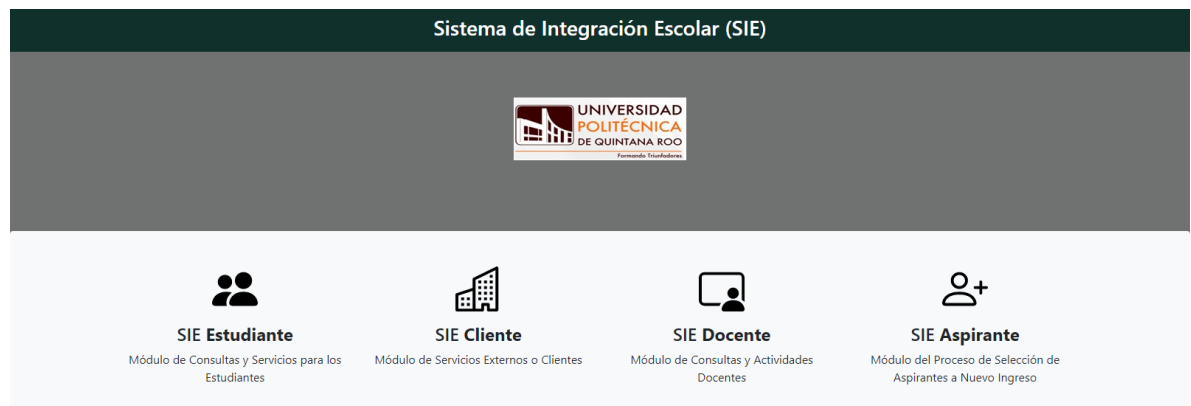 Sistema de Integración Escolar (SIE)
UNIVERSIDAD
POLITÉCNICA
DE QUINTANA ROO
Formando Triunfadores
SIE Estudiante
Módulo de Consultas y Servicios para los
Estudiantes
SIE Cliente
Módulo de Servicios Externos o Clientes
SIE Docente
Módulo de Consultas y Actividades
Docentes
SIE Aspirante
Módulo del Proceso de Selección de
Aspirantes a Nuevo Ingreso